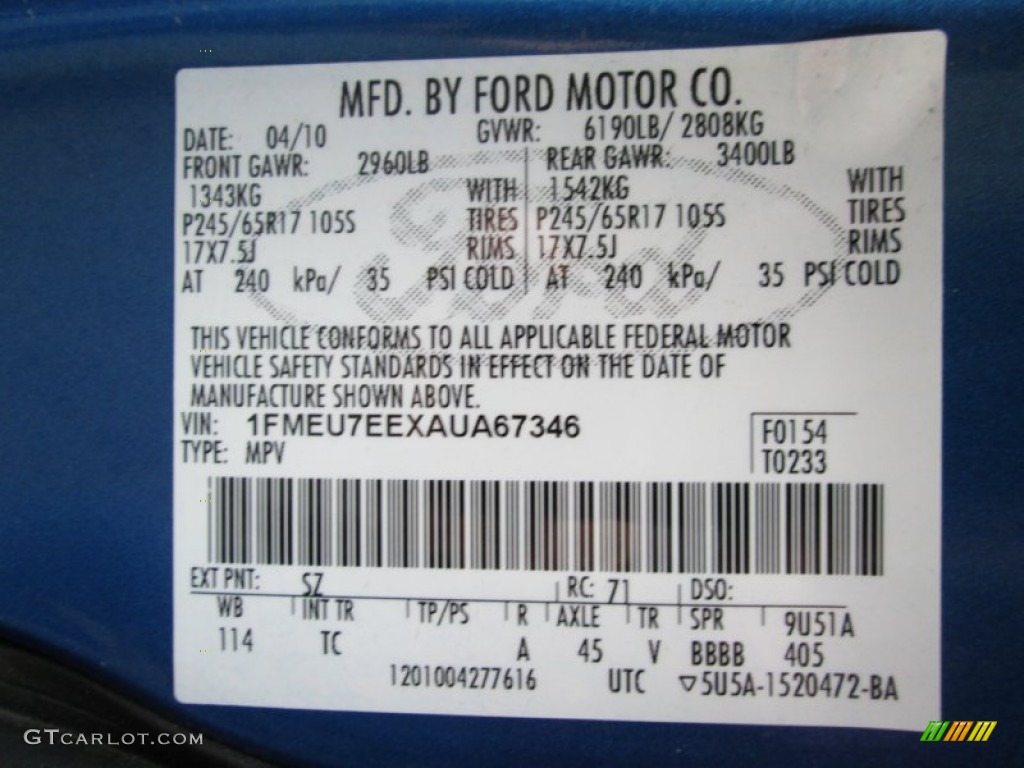 MFD. BY FORD MOTOR CO.
DATE: 04/10 GVWR: 6190LB/ 2808KG
FRONT GAWR: 2960LB REAR GAWR: 3400LB
1343KG WITH 1542KG WITH
P245/65R17 105S TIRES P245/65R17 105S TIRES
17X7.5J RIMS 17X7.5J RIMS
AT 240 kPa/ 35 PSI COLD AT 240 kPa/ 35 PSI COLD
Ford
THIS VEHICLE CONFORMS TO ALL APPLICABLE FEDERAL MOTOR
VEHICLE SAFETY STANDARDS IN EFFECT ON THE DATE OF
MANUFACTURE SHOWN ABOVE.
VIN: 1FMEU7EEXAUA67346
TYPE: MPV
F0154
T0233
EXT PNT: SZ RC: 71 DSO:
WB INT TR TP/PS R AXLE TR SPR 9U51A
114 TC A 45 V BBBB 405
1201004277616 UTC ▽5U5A-1520472-BA
GTCARLOT.COM